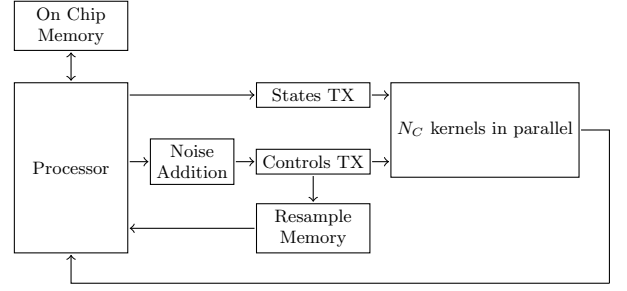 On Chip
Memory
States TX
N_C kernels in parallel
Processor
Noise
Addition
Controls TX
Resample
Memory